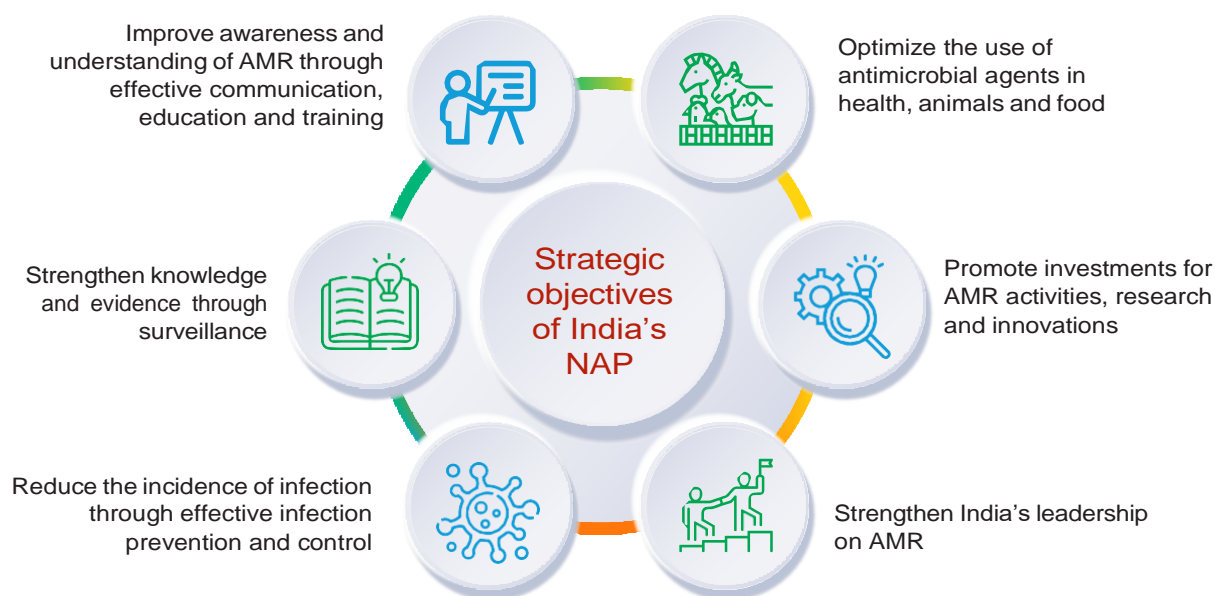 Improve awareness and
understanding of AMR through
effective communication,
education and training
Optimize the use of
antimicrobial agents in
health, animals and food
Strengthen knowledge
and evidence through
surveillance
Strategic
objectives
of India's
NAP
Promote investments for
AMR activities, research
and innovations
Reduce the incidence of infection
through effective infection
prevention and control
Strengthen India's leadership
on AMR